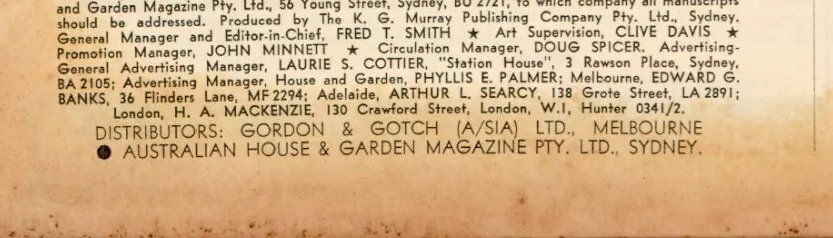 and Garden Magazine Pty. Ltd., 56 Young Street, Sydney, BU 2721, to which company all manuscripts
should be addressed. Produced by The K. G. Murray Publishing Company Pty. Ltd., Sydney.
General Manager and Editor-in-Chief, FRED T. SMITH ★ Art Supervision, CLIVE DAVIS ★
Promotion Manager, JOHN MINNETT ★ Circulation Manager, DOUG SPICER. Advertising-
General Advertising Manager, LAURIE S. COTTIER, "Station House", 3 Rawson Place, Sydney,
BA 2105; Advertising Manager, House and Garden, PHYLLIS E. PALMER; Melbourne, EDWARD G.
BANKS, 36 Flinders Lane, MF 2294; Adelaide, ARTHUR L. SEARCY, 138 Grote Street, LA 2891;
London, H. A. MACKENZIE, 130 Crawford Street, London, W.1, Hunter 0341/2.
DISTRIBUTORS: GORDON & GOTCH (A/SIA) LTD., MELBOURNE
● AUSTRALIAN HOUSE & GARDEN MAGAZINE PTY. LTD., SYDNEY.